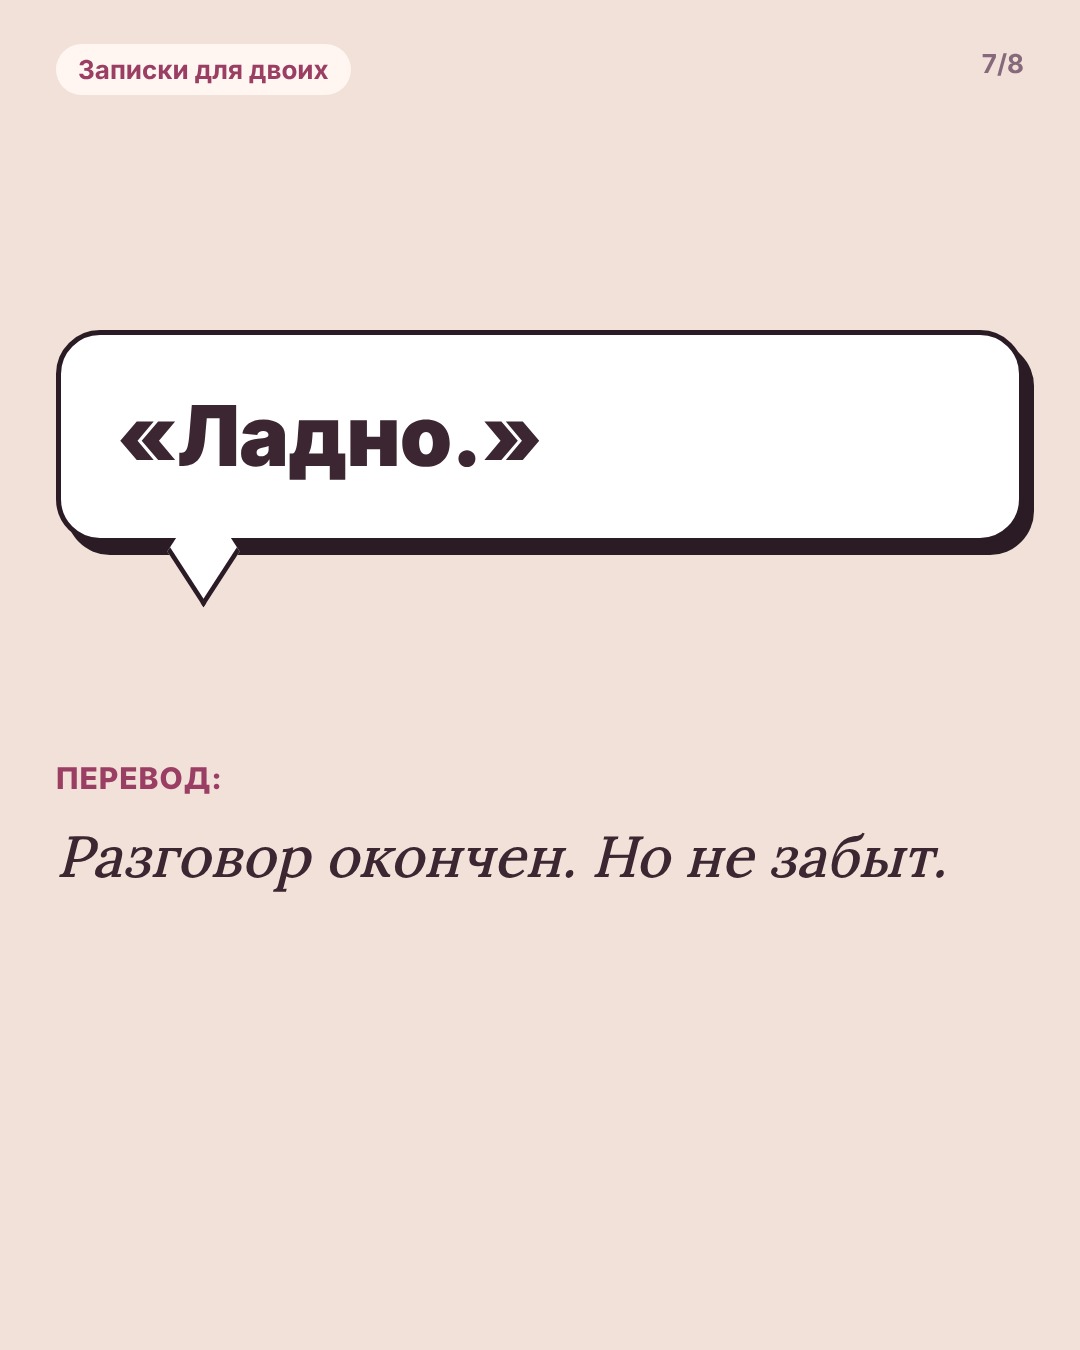 Записки для двоих
7/8
«Ладно.»
ПЕРЕВОД:
Разговор окончен. Но не забыт.